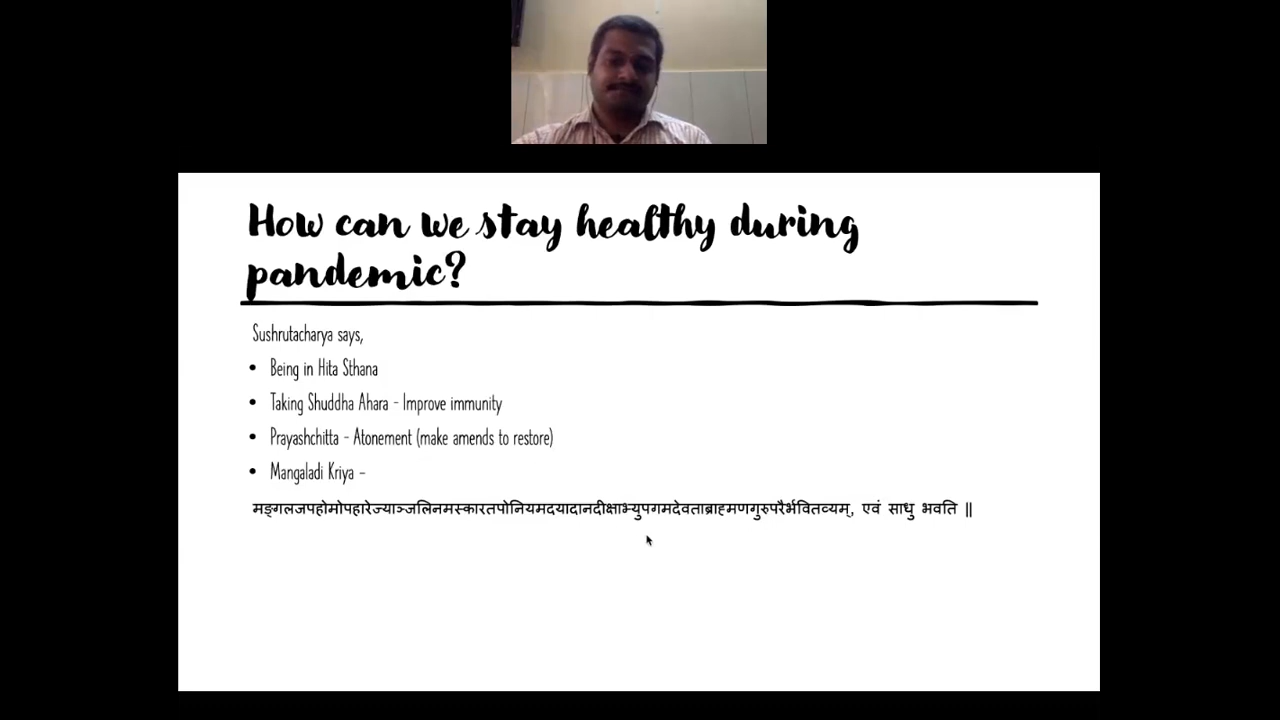 How can we stay healthy during
pandemic?
Sushrutacharya says,
• Being in Hita Sthana
• Taking Shuddha Ahara - Improve immunity
• Prayashchitta - Atonement (make amends to restore)
• Mangaladi Kriya –
मङ्गलजपहोमोपहारेज्याञ्जलिनमस्कारतपोनियमदयादानदीक्षाभ्युपगमदेवताब्राह्मणगुरुपरैर्भवितव्यम्, एवं साधु भवति ||